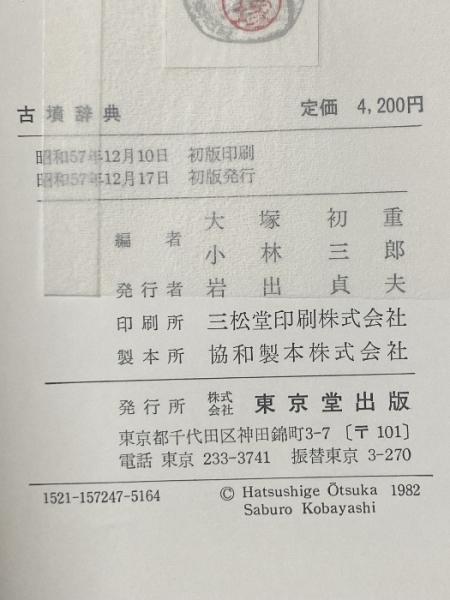 古墳辞典　定価 4,200円
昭和57年12月10日　初版印刷
昭和57年12月17日　初版発行
編者　大塚初重
小林三郎
発行者　岩出貞夫
印刷所　三松堂印刷株式会社
製本所　協和製本株式会社
発行所　株式会社　東京堂出版
東京都千代田区神田錦町3-7〔〒101〕
電話 東京 233-3741　振替東京 3-270
1521-157247-5164　© Hatsushige Ōtsuka 1982
Saburo Kobayashi